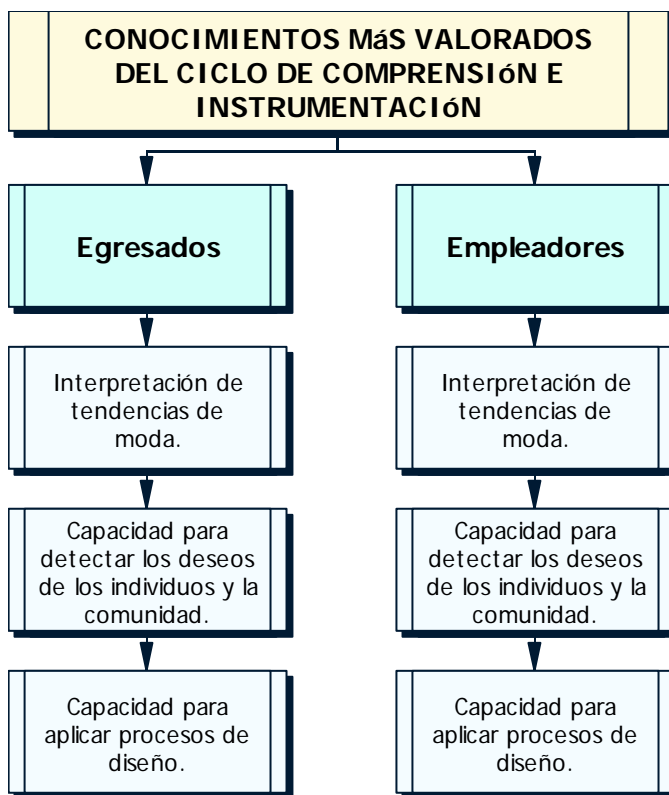 CONOCIMIENTOS MáS VALORADOS
DEL CICLO DE COMPRENSIóN E
INSTRUMENTACIóN
Egresados
Empleadores
Interpretación de
tendencias de
moda.
Interpretación de
tendencias de
moda.
Capacidad para
detectar los deseos
de los individuos y la
comunidad.
Capacidad para
detectar los deseos
de los individuos y la
comunidad.
Capacidad para
aplicar procesos de
diseño.
Capacidad para
aplicar procesos de
diseño.